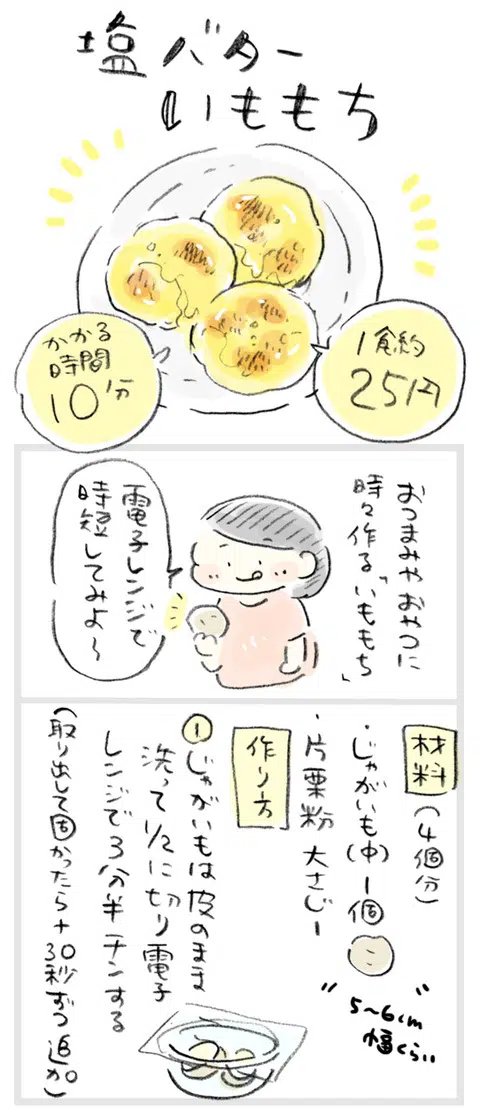 塩バター
いももち
かかる
時間
10分
1食約
25円
おつまみやおやつに
時々作る「いももち」
電子レンジで
時短してみよ〜
材料(4個分)
・じゃがいも(中)1個
"5〜6cm
幅くらい"
・片栗粉 大さじ1
作り方
①じゃがいもは皮のまま
洗って1/2に切り電子
レンジで3分半チンする
(取り出して固かったら+30秒ずつ追加)